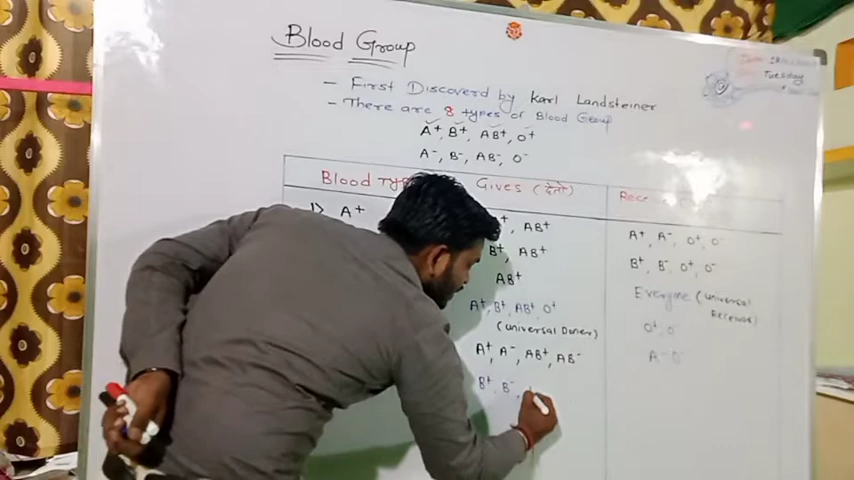 Blood Group
- First Discoverd by Karl Landsteiner
- There are 8 types of Blood Group
A+, B+, AB+, O+
A-, B-, AB-, O-
Blood Gives (देतो)
1> A+ AB+ A+, A-, O+, O-
B+, AB+ B+, B-, O+, O-
AB+ Everyone (Universal
A+, B+, AB+, O+ O+, O-
(Universal Doner)
A+, A-, AB+, AB- A- O-
B+, B-
Tuesday